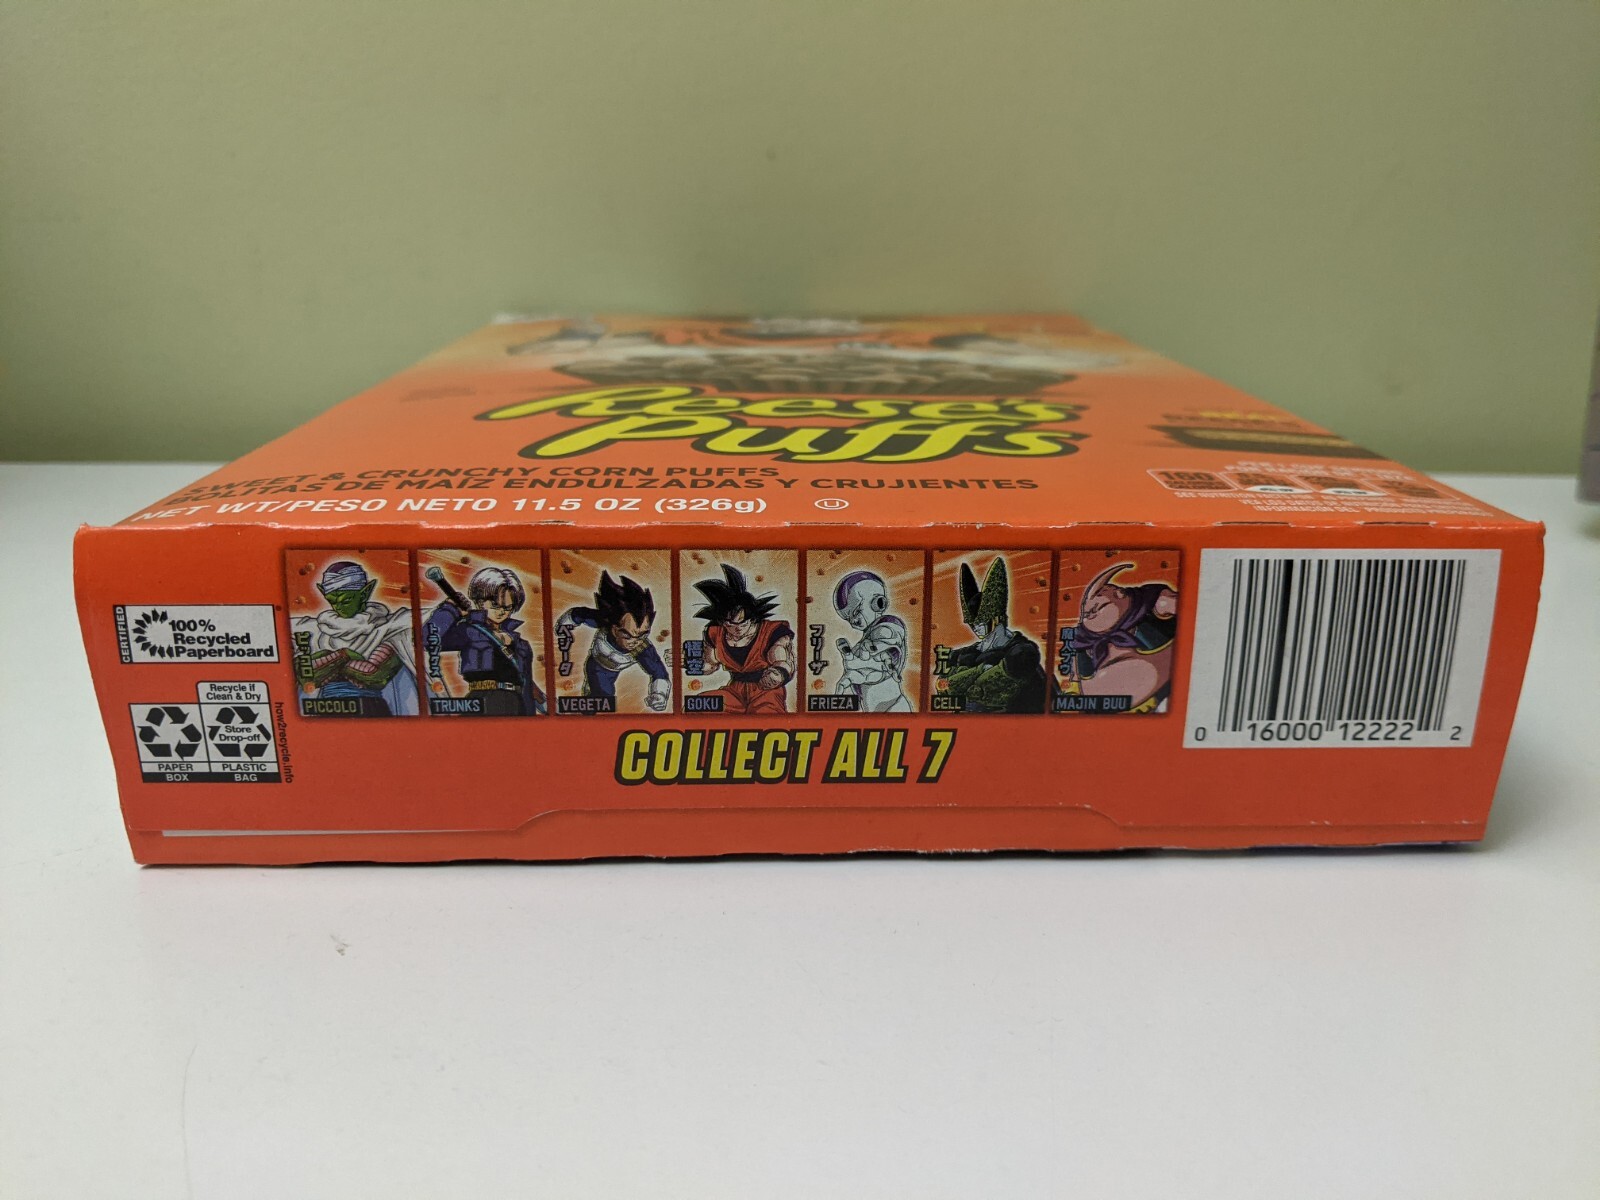 Reese's
Puffs
SWEET & CRUNCHY CORN PUFFS
BOLITAS DE MAÍZ ENDULZADAS Y CRUJIENTES
NET WT/PESO NETO 11.5 OZ (326g)
U
160
CERTIFIED
100%
Recycled
Paperboard
Recycle if
Clean & Dry
Store
Drop-off
PAPER
BOX
PLASTIC
BAG
how2recycle.info
ピッコロ
PICCOLO
トランクス
TRUNKS
ベジータ
VEGETA
悟空
GOKU
フリーザ
FRIEZA
セル
CELL
魔人ブウ
MAJIN BUU
COLLECT ALL 7
0 16000 12222 2